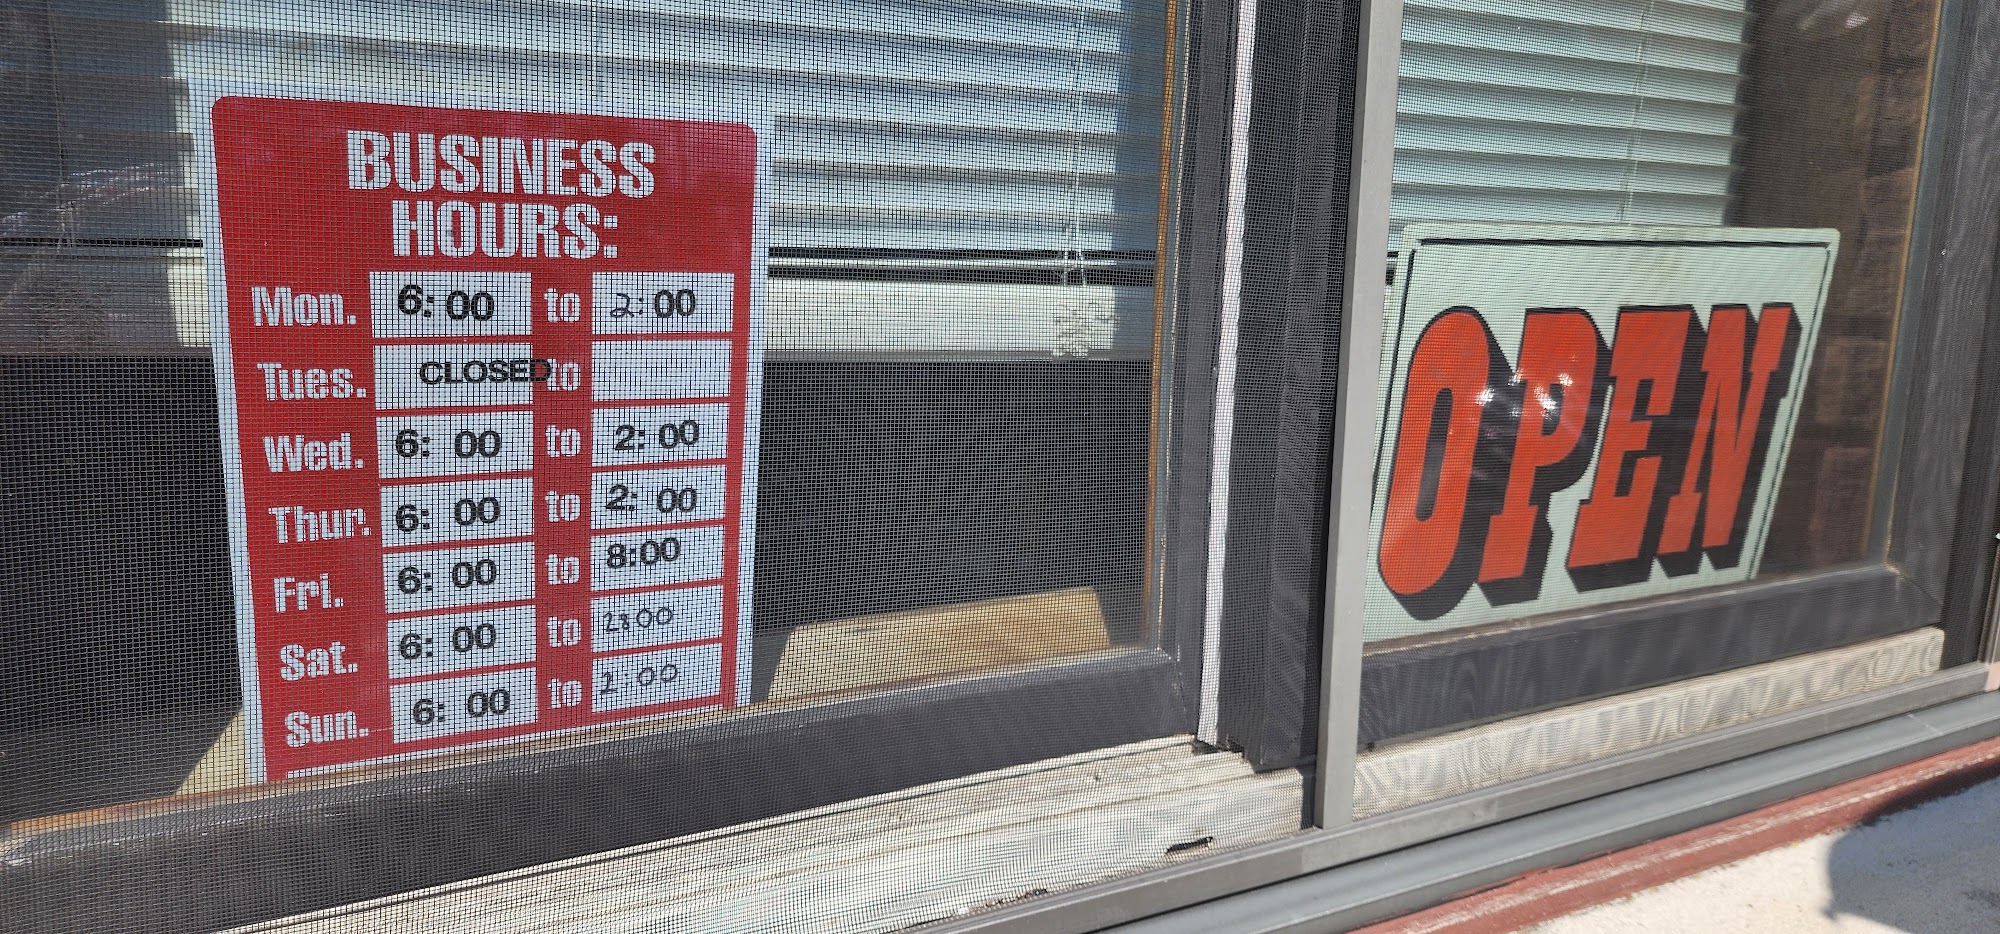 BUSINESS
HOURS:
Mon. 6:00 to 2:00
Tues. CLOSED to
Wed. 6:00 to 2:00
Thur. 6:00 to 2:00
Fri. 6:00 to 8:00
Sat. 6:00 to 2:00
Sun. 6:00 to 2:00
OPEN